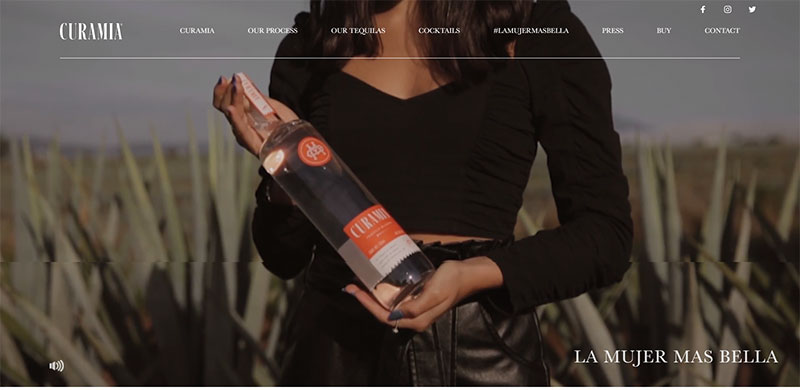 CURAMIA
CURAMIA
OUR PROCESS
OUR TEQUILAS
COCKTAILS
#LAMUJERMASBELLA
PRESS
BUY
CONTACT
CURAMIA
LA MUJER MAS BELLA